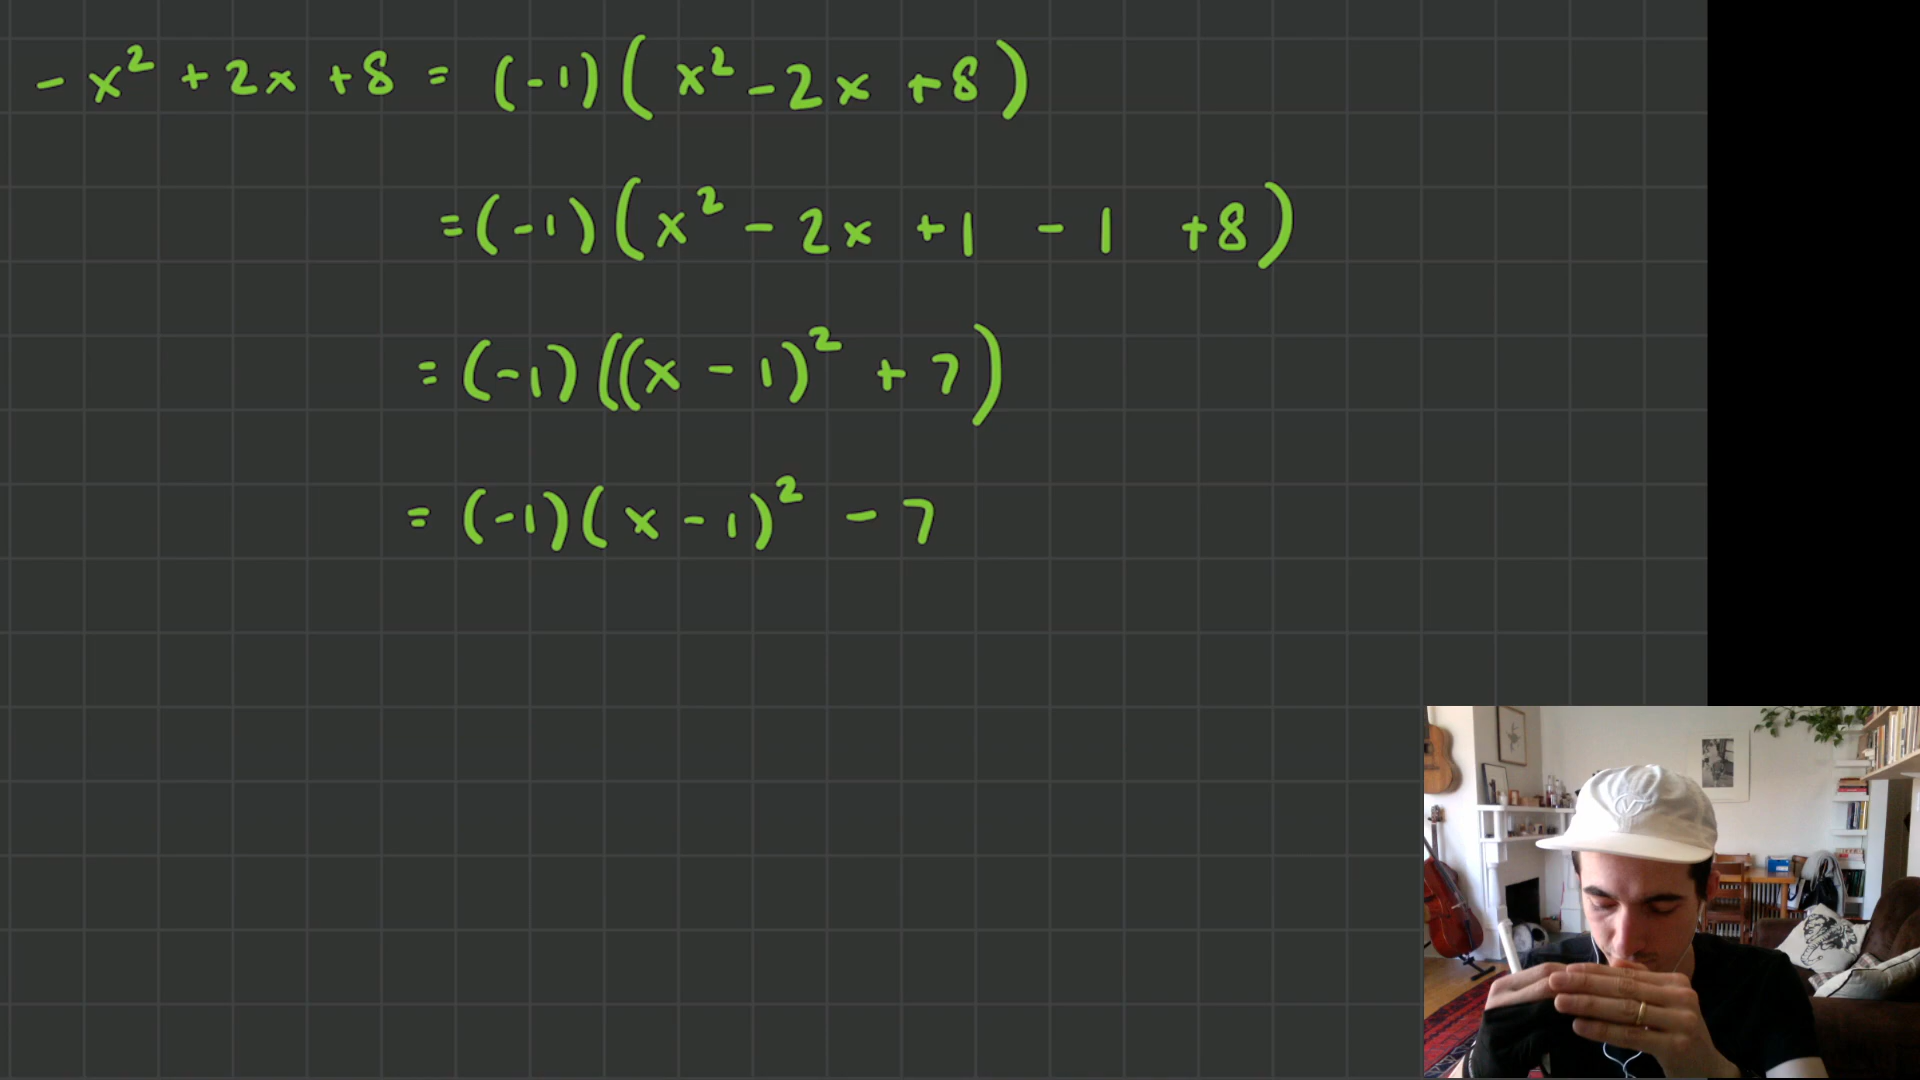 - x² + 2x + 8 = (-1)( x² - 2x + 8 )
= (-1)( x² - 2x + 1 - 1 + 8 )
= (-1)((x - 1)² + 7)
= (-1)( x - 1)² - 7